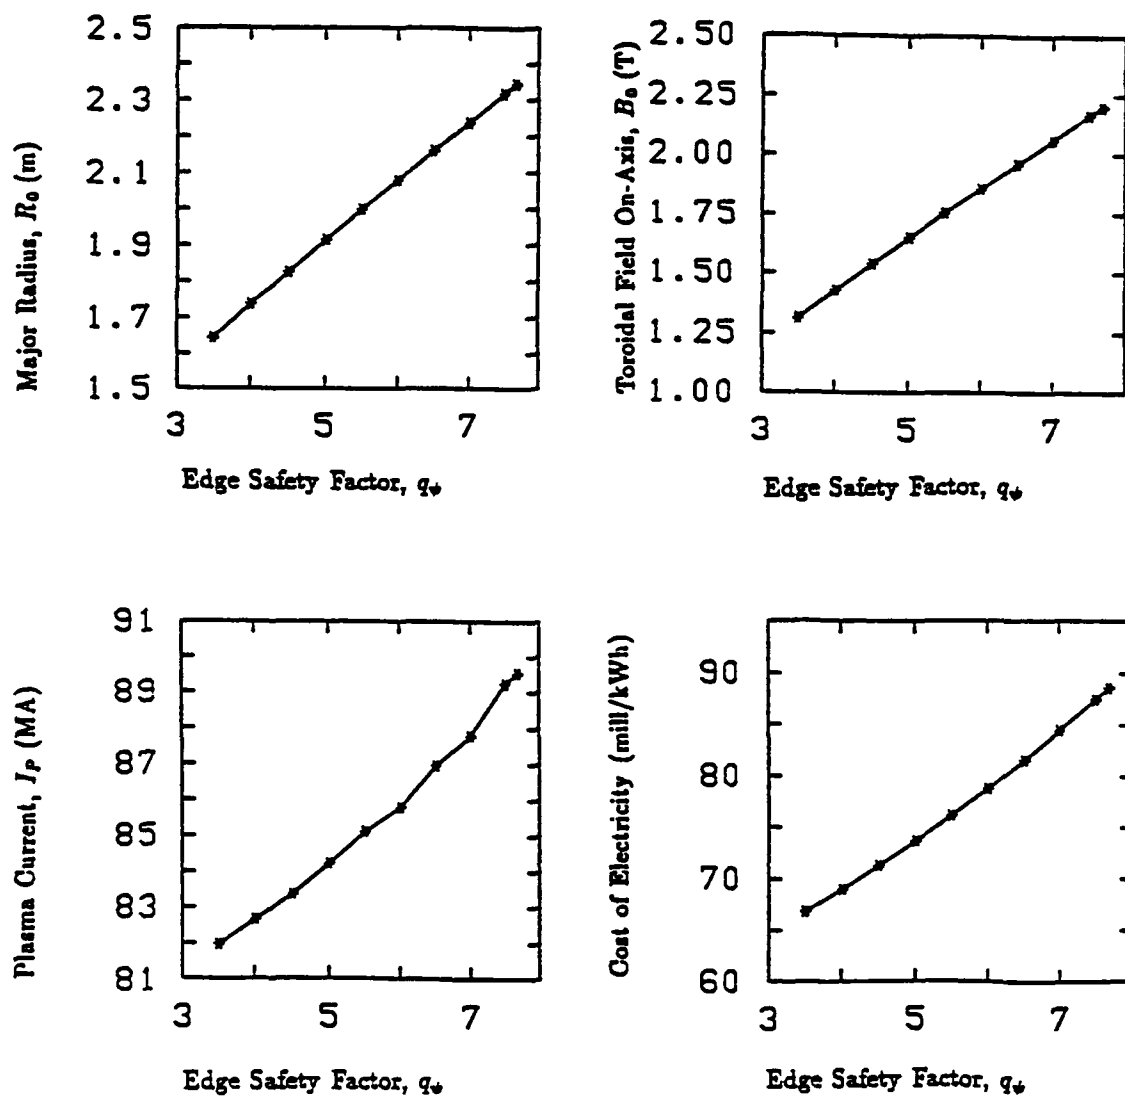 Major Radius, R₀ (m)
2.5
2.3
2.1
1.9
1.7
1.5
3 5 7
Edge Safety Factor, qψ
Toroidal Field On-Axis, B₀ (T)
2.50
2.25
2.00
1.75
1.50
1.25
1.00
3 5 7
Edge Safety Factor, qψ
Plasma Current, Iₚ (MA)
91
89
87
85
83
81
3 5 7
Edge Safety Factor, qψ
Cost of Electricity (mill/kWh)
90
80
70
60
3 5 7
Edge Safety Factor, qψ